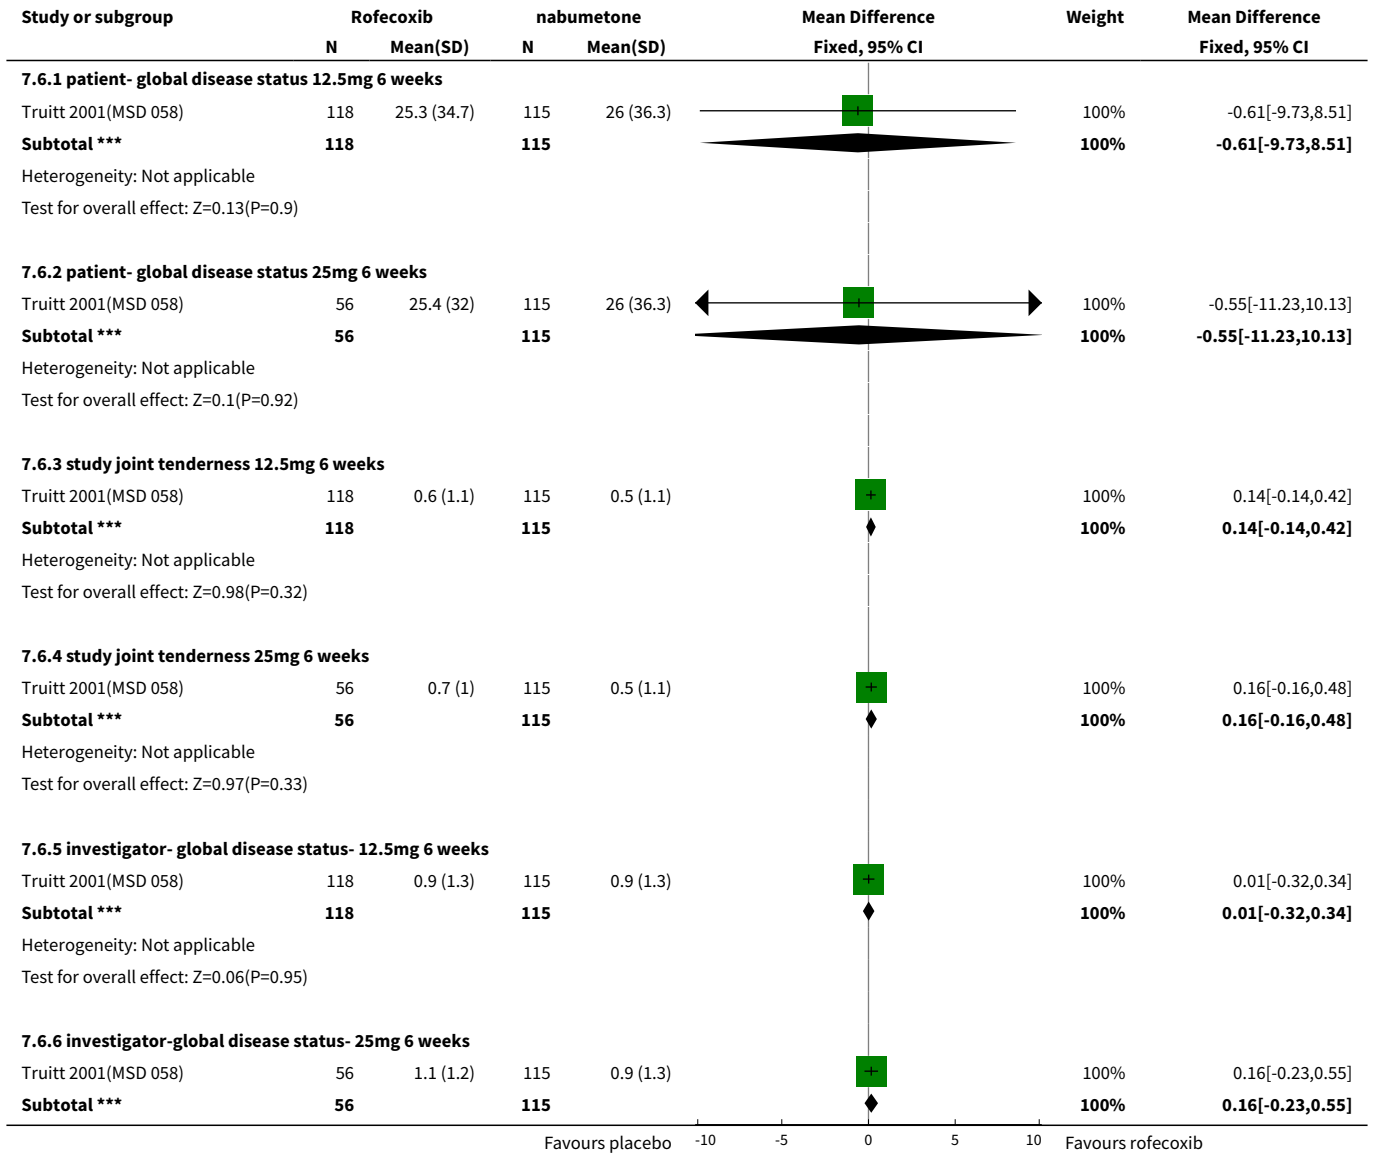 Study or subgroup Rofecoxib nabumetone Mean Difference Weight Mean Difference
N Mean(SD) N Mean(SD) Fixed, 95% CI Fixed, 95% CI
7.6.1 patient- global disease status 12.5mg 6 weeks
Truitt 2001(MSD 058) 118 25.3 (34.7) 115 26 (36.3) 100% -0.61[-9.73,8.51]
Subtotal *** 118 115 100% -0.61[-9.73,8.51]
Heterogeneity: Not applicable
Test for overall effect: Z=0.13(P=0.9)
7.6.2 patient- global disease status 25mg 6 weeks
Truitt 2001(MSD 058) 56 25.4 (32) 115 26 (36.3) 100% -0.55[-11.23,10.13]
Subtotal *** 56 115 100% -0.55[-11.23,10.13]
Heterogeneity: Not applicable
Test for overall effect: Z=0.1(P=0.92)
7.6.3 study joint tenderness 12.5mg 6 weeks
Truitt 2001(MSD 058) 118 0.6 (1.1) 115 0.5 (1.1) 100% 0.14[-0.14,0.42]
Subtotal *** 118 115 100% 0.14[-0.14,0.42]
Heterogeneity: Not applicable
Test for overall effect: Z=0.98(P=0.32)
7.6.4 study joint tenderness 25mg 6 weeks
Truitt 2001(MSD 058) 56 0.7 (1) 115 0.5 (1.1) 100% 0.16[-0.16,0.48]
Subtotal *** 56 115 100% 0.16[-0.16,0.48]
Heterogeneity: Not applicable
Test for overall effect: Z=0.97(P=0.33)
7.6.5 investigator- global disease status- 12.5mg 6 weeks
Truitt 2001(MSD 058) 118 0.9 (1.3) 115 0.9 (1.3) 100% 0.01[-0.32,0.34]
Subtotal *** 118 115 100% 0.01[-0.32,0.34]
Heterogeneity: Not applicable
Test for overall effect: Z=0.06(P=0.95)
7.6.6 investigator-global disease status- 25mg 6 weeks
Truitt 2001(MSD 058) 56 1.1 (1.2) 115 0.9 (1.3) 100% 0.16[-0.23,0.55]
Subtotal *** 56 115 100% 0.16[-0.23,0.55]
Favours placebo -10 -5 0 5 10 Favours rofecoxib